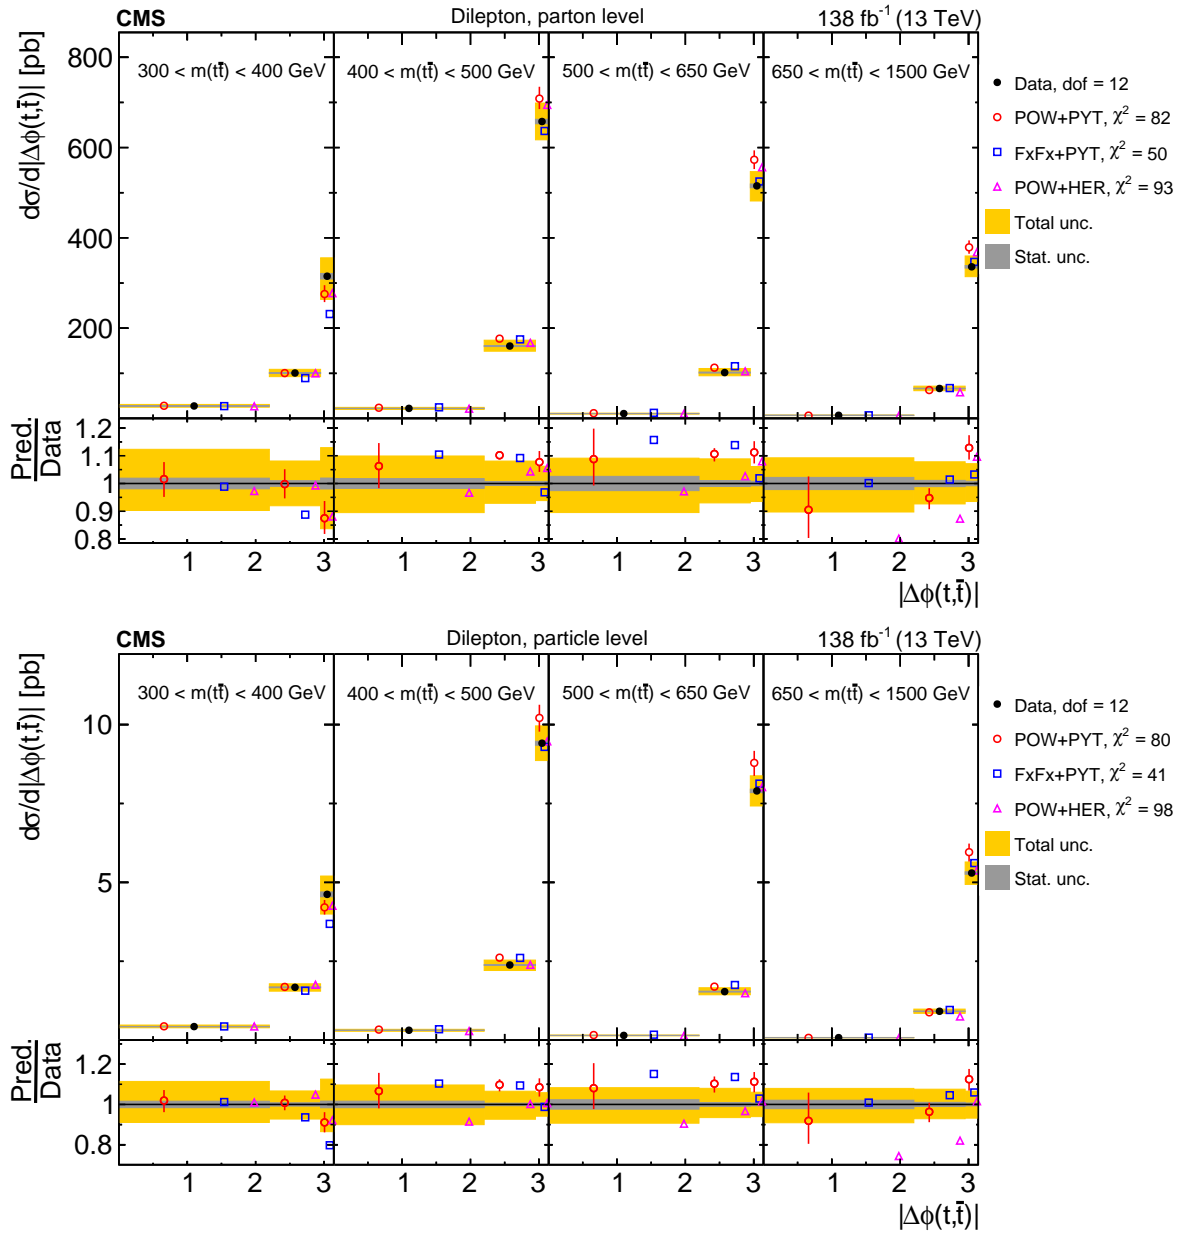 CMS Dilepton, parton level 138 fb⁻¹ (13 TeV)
dσ/d|Δϕ(t,t̄)| [pb]
800
600
400
200
300 < m(tt̄) < 400 GeV
400 < m(tt̄) < 500 GeV
500 < m(tt̄) < 650 GeV
650 < m(tt̄) < 1500 GeV
Data, dof = 12
POW+PYT, χ² = 82
FxFx+PYT, χ² = 50
POW+HER, χ² = 93
Total unc.
Stat. unc.
Pred.
Data
1.2
1.1
1
0.9
0.8
1 2 3 1 2 3 1 2 3 1 2 3
|Δϕ(t,t̄)|
CMS Dilepton, particle level 138 fb⁻¹ (13 TeV)
dσ/d|Δϕ(t,t̄)| [pb]
10
5
300 < m(tt̄) < 400 GeV
400 < m(tt̄) < 500 GeV
500 < m(tt̄) < 650 GeV
650 < m(tt̄) < 1500 GeV
Data, dof = 12
POW+PYT, χ² = 80
FxFx+PYT, χ² = 41
POW+HER, χ² = 98
Total unc.
Stat. unc.
Pred.
Data
1.2
1
0.8
1 2 3 1 2 3 1 2 3 1 2 3
|Δϕ(t,t̄)|